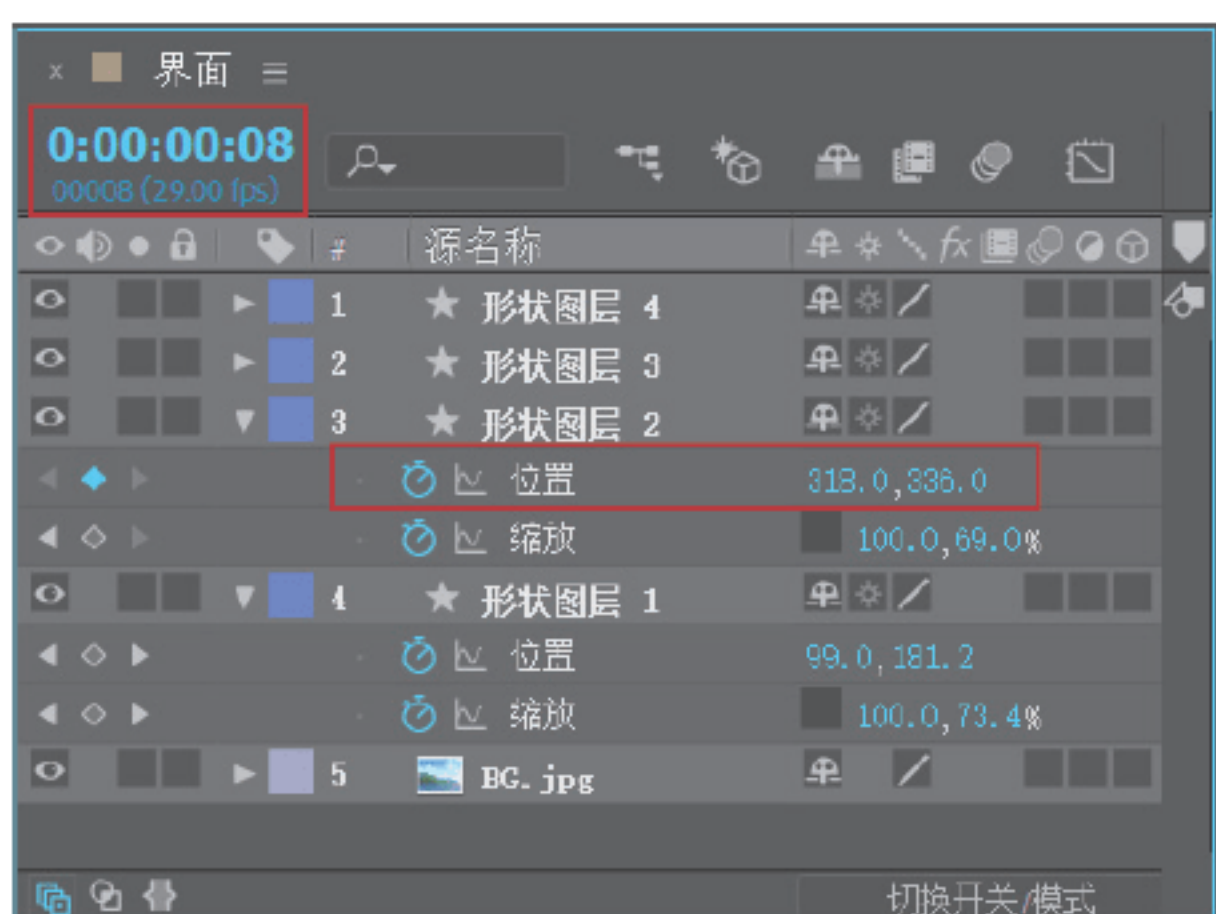 x 界面
0:00:00:08
00008 (29.00 fps)
# 源名称 fx
1 形状图层 4
2 形状图层 3
3 形状图层 2
位置 318.0,336.0
缩放 100.0,69.0%
4 形状图层 1
位置 99.0,181.2
缩放 100.0,73.4%
5 BG.jpg
切换开关/模式